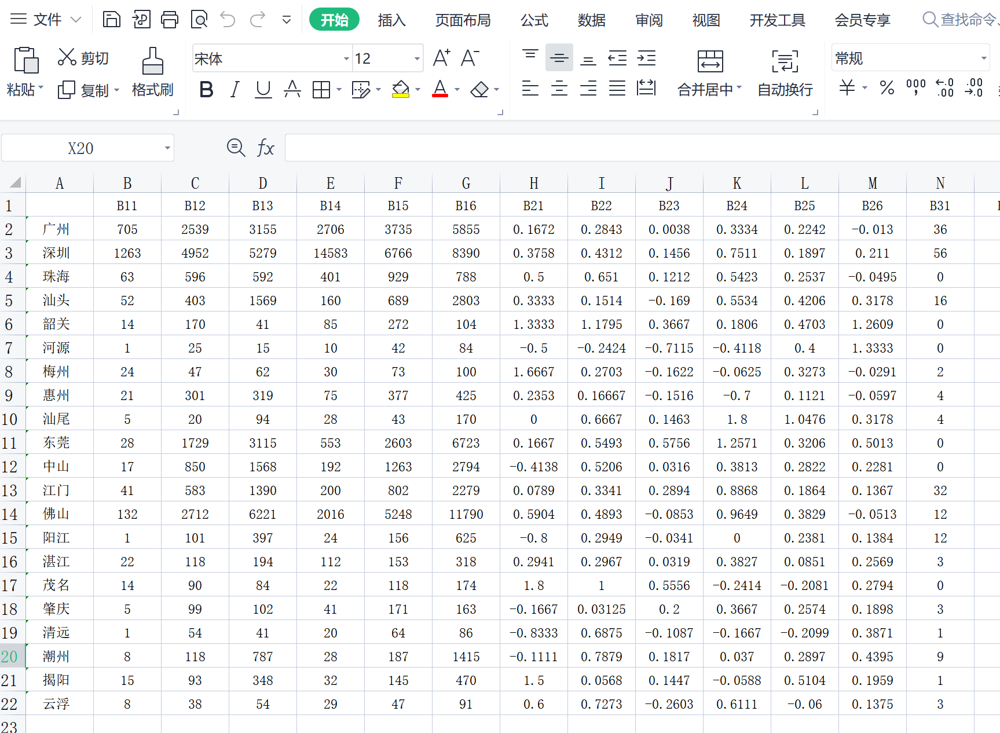 文件 开始 插入 页面布局 公式 数据 审阅 视图 开发工具 会员专享 查找命令、
剪切 宋体 12 A+ A- 常规
粘贴 复制 格式刷 B I U A A 合并居中 自动换行 ¥ % 000 ←.0 .00 .00 →.0
X20 fx
A B C D E F G H I J K L M N
1 B11 B12 B13 B14 B15 B16 B21 B22 B23 B24 B25 B26 B31
2 广州 705 2539 3155 2706 3735 5855 0.1672 0.2843 0.0038 0.3334 0.2242 -0.013 36
3 深圳 1263 4952 5279 14583 6766 8390 0.3758 0.4312 0.1456 0.7511 0.1897 0.211 56
4 珠海 63 596 592 401 929 788 0.5 0.651 0.1212 0.5423 0.2537 -0.0495 0
5 汕头 52 403 1569 160 689 2803 0.3333 0.1514 -0.169 0.5534 0.4206 0.3178 16
6 韶关 14 170 41 85 272 104 1.3333 1.1795 0.3667 0.1806 0.4703 1.2609 0
7 河源 1 25 15 10 42 84 -0.5 -0.2424 -0.7115 -0.4118 0.4 1.3333 0
8 梅州 24 47 62 30 73 100 1.6667 0.2703 -0.1622 -0.0625 0.3273 -0.0291 2
9 惠州 21 301 319 75 377 425 0.2353 0.16667 -0.1516 -0.7 0.1121 -0.0597 4
10 汕尾 5 20 94 28 43 170 0 0.6667 0.1463 1.8 1.0476 0.3178 4
11 东莞 28 1729 3115 553 2603 6723 0.1667 0.5493 0.5756 1.2571 0.3206 0.5013 0
12 中山 17 850 1568 192 1263 2794 -0.4138 0.5206 0.0316 0.3813 0.2822 0.2281 0
13 江门 41 583 1390 200 802 2279 0.0789 0.3341 0.2894 0.8868 0.1864 0.1367 32
14 佛山 132 2712 6221 2016 5248 11790 0.5904 0.4893 -0.0853 0.9649 0.3829 -0.0513 12
15 阳江 1 101 397 24 156 625 -0.8 0.2949 -0.0341 0 0.2381 0.1384 12
16 湛江 22 118 194 112 153 318 0.2941 0.2967 0.0319 0.3827 0.0851 0.2569 3
17 茂名 14 90 84 22 118 174 1.8 1 0.5556 -0.2414 -0.2081 0.2794 0
18 肇庆 5 99 102 41 171 163 -0.1667 0.03125 0.2 0.3667 0.2574 0.1898 3
19 清远 1 54 41 20 64 86 -0.8333 0.6875 -0.1087 -0.1667 -0.2099 0.3871 1
20 潮州 8 118 787 28 187 1415 -0.1111 0.7879 0.1817 0.037 0.2897 0.4395 9
21 揭阳 15 93 348 32 145 470 1.5 0.0568 0.1447 -0.0588 0.5104 0.1959 1
22 云浮 8 38 54 29 47 91 0.6 0.7273 -0.2603 0.6111 -0.06 0.1375 3
23